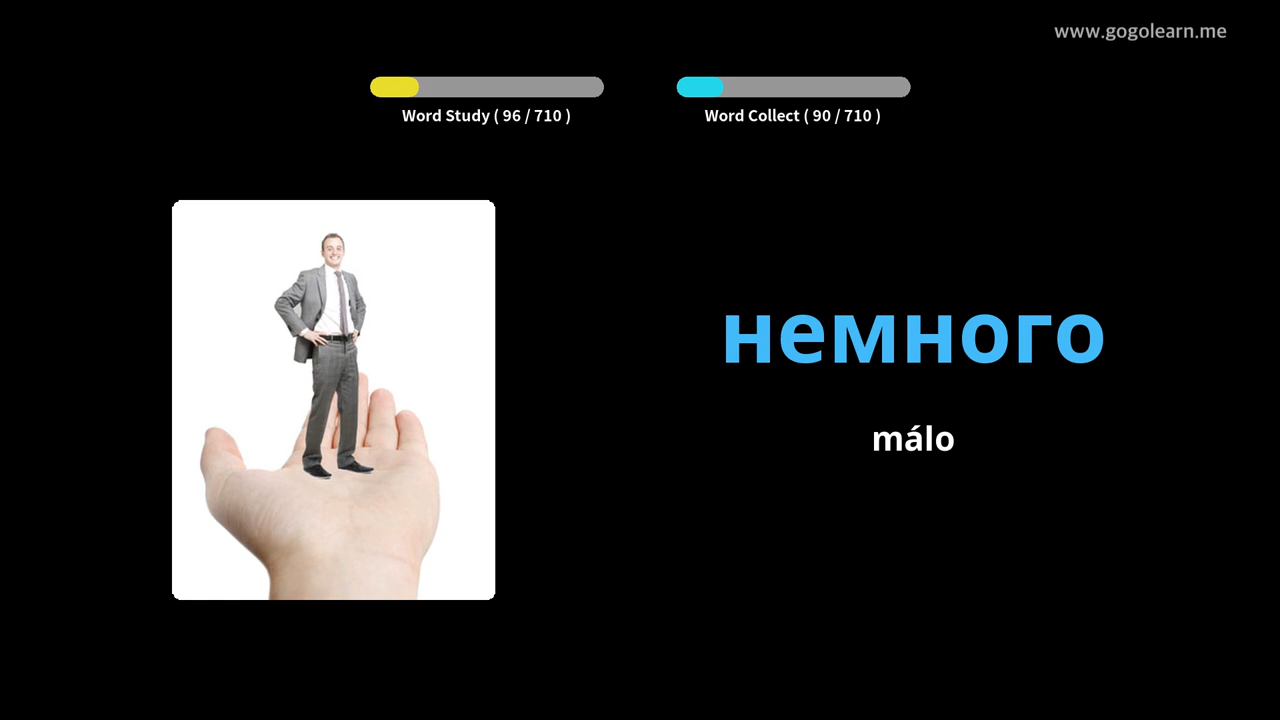 www.gogolearn.me
Word Study ( 96 / 710 )
Word Collect ( 90 / 710 )
немного
málo